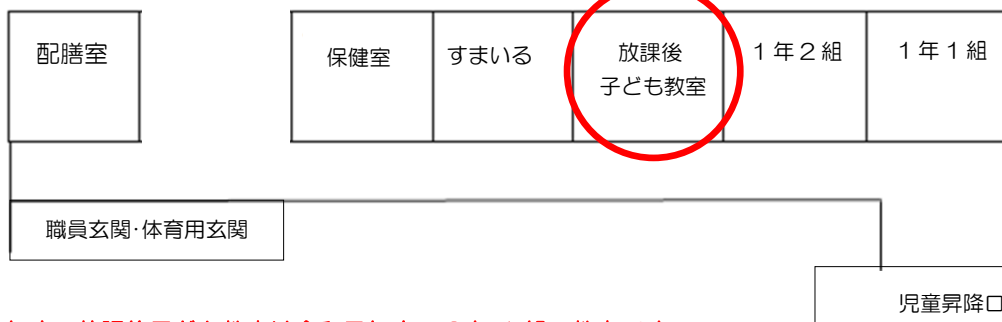 配膳室
保健室
すまいる
放課後
子ども教室
1年2組
1年1組
職員玄関・体育用玄関
児童昇降口